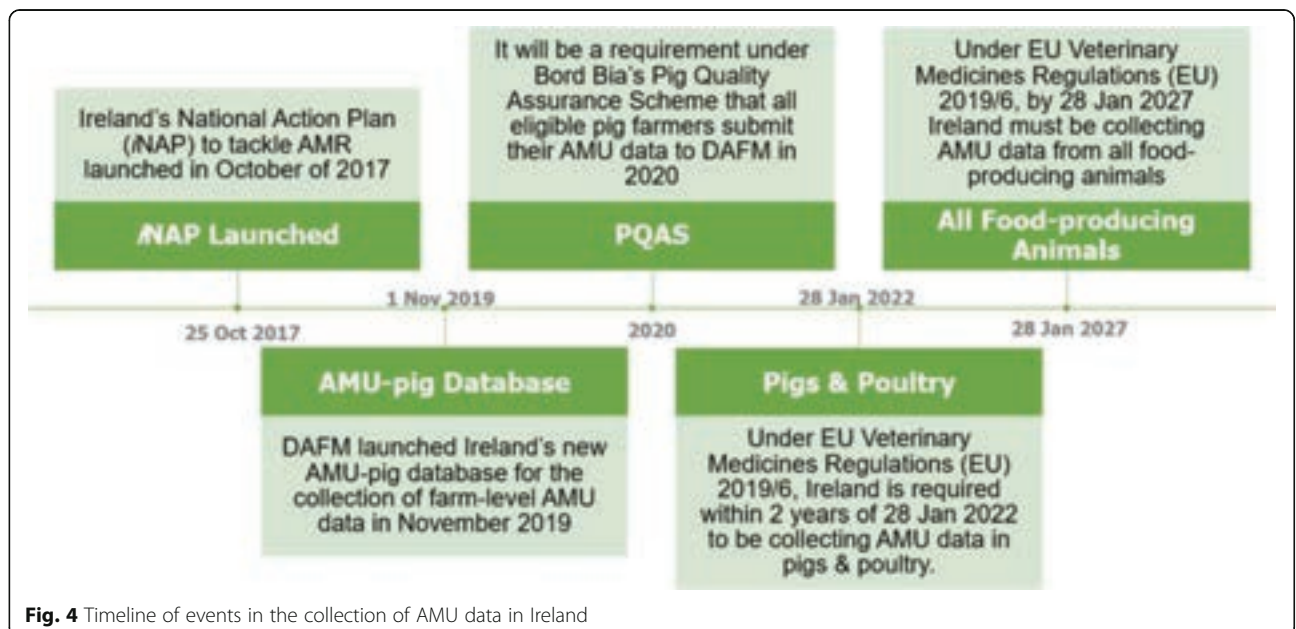 Ireland's National Action Plan
(iNAP) to tackle AMR
launched in October of 2017
iNAP Launched
25 Oct 2017
1 Nov 2019
AMU-pig Database
DAFM launched Ireland's new
AMU-pig database for the
collection of farm-level AMU
data in November 2019
It will be a requirement under
Bord Bia's Pig Quality
Assurance Scheme that all
eligible pig farmers submit
their AMU data to DAFM in
2020
PQAS
2020
28 Jan 2022
Pigs & Poultry
Under EU Veterinary
Medicines Regulations (EU)
2019/6, Ireland is required
within 2 years of 28 Jan 2022
to be collecting AMU data in
pigs & poultry.
Under EU Veterinary
Medicines Regulations (EU)
2019/6, by 28 Jan 2027
Ireland must be collecting
AMU data from all food-
producing animals
All Food-producing
Animals
28 Jan 2027
Fig. 4 Timeline of events in the collection of AMU data in Ireland